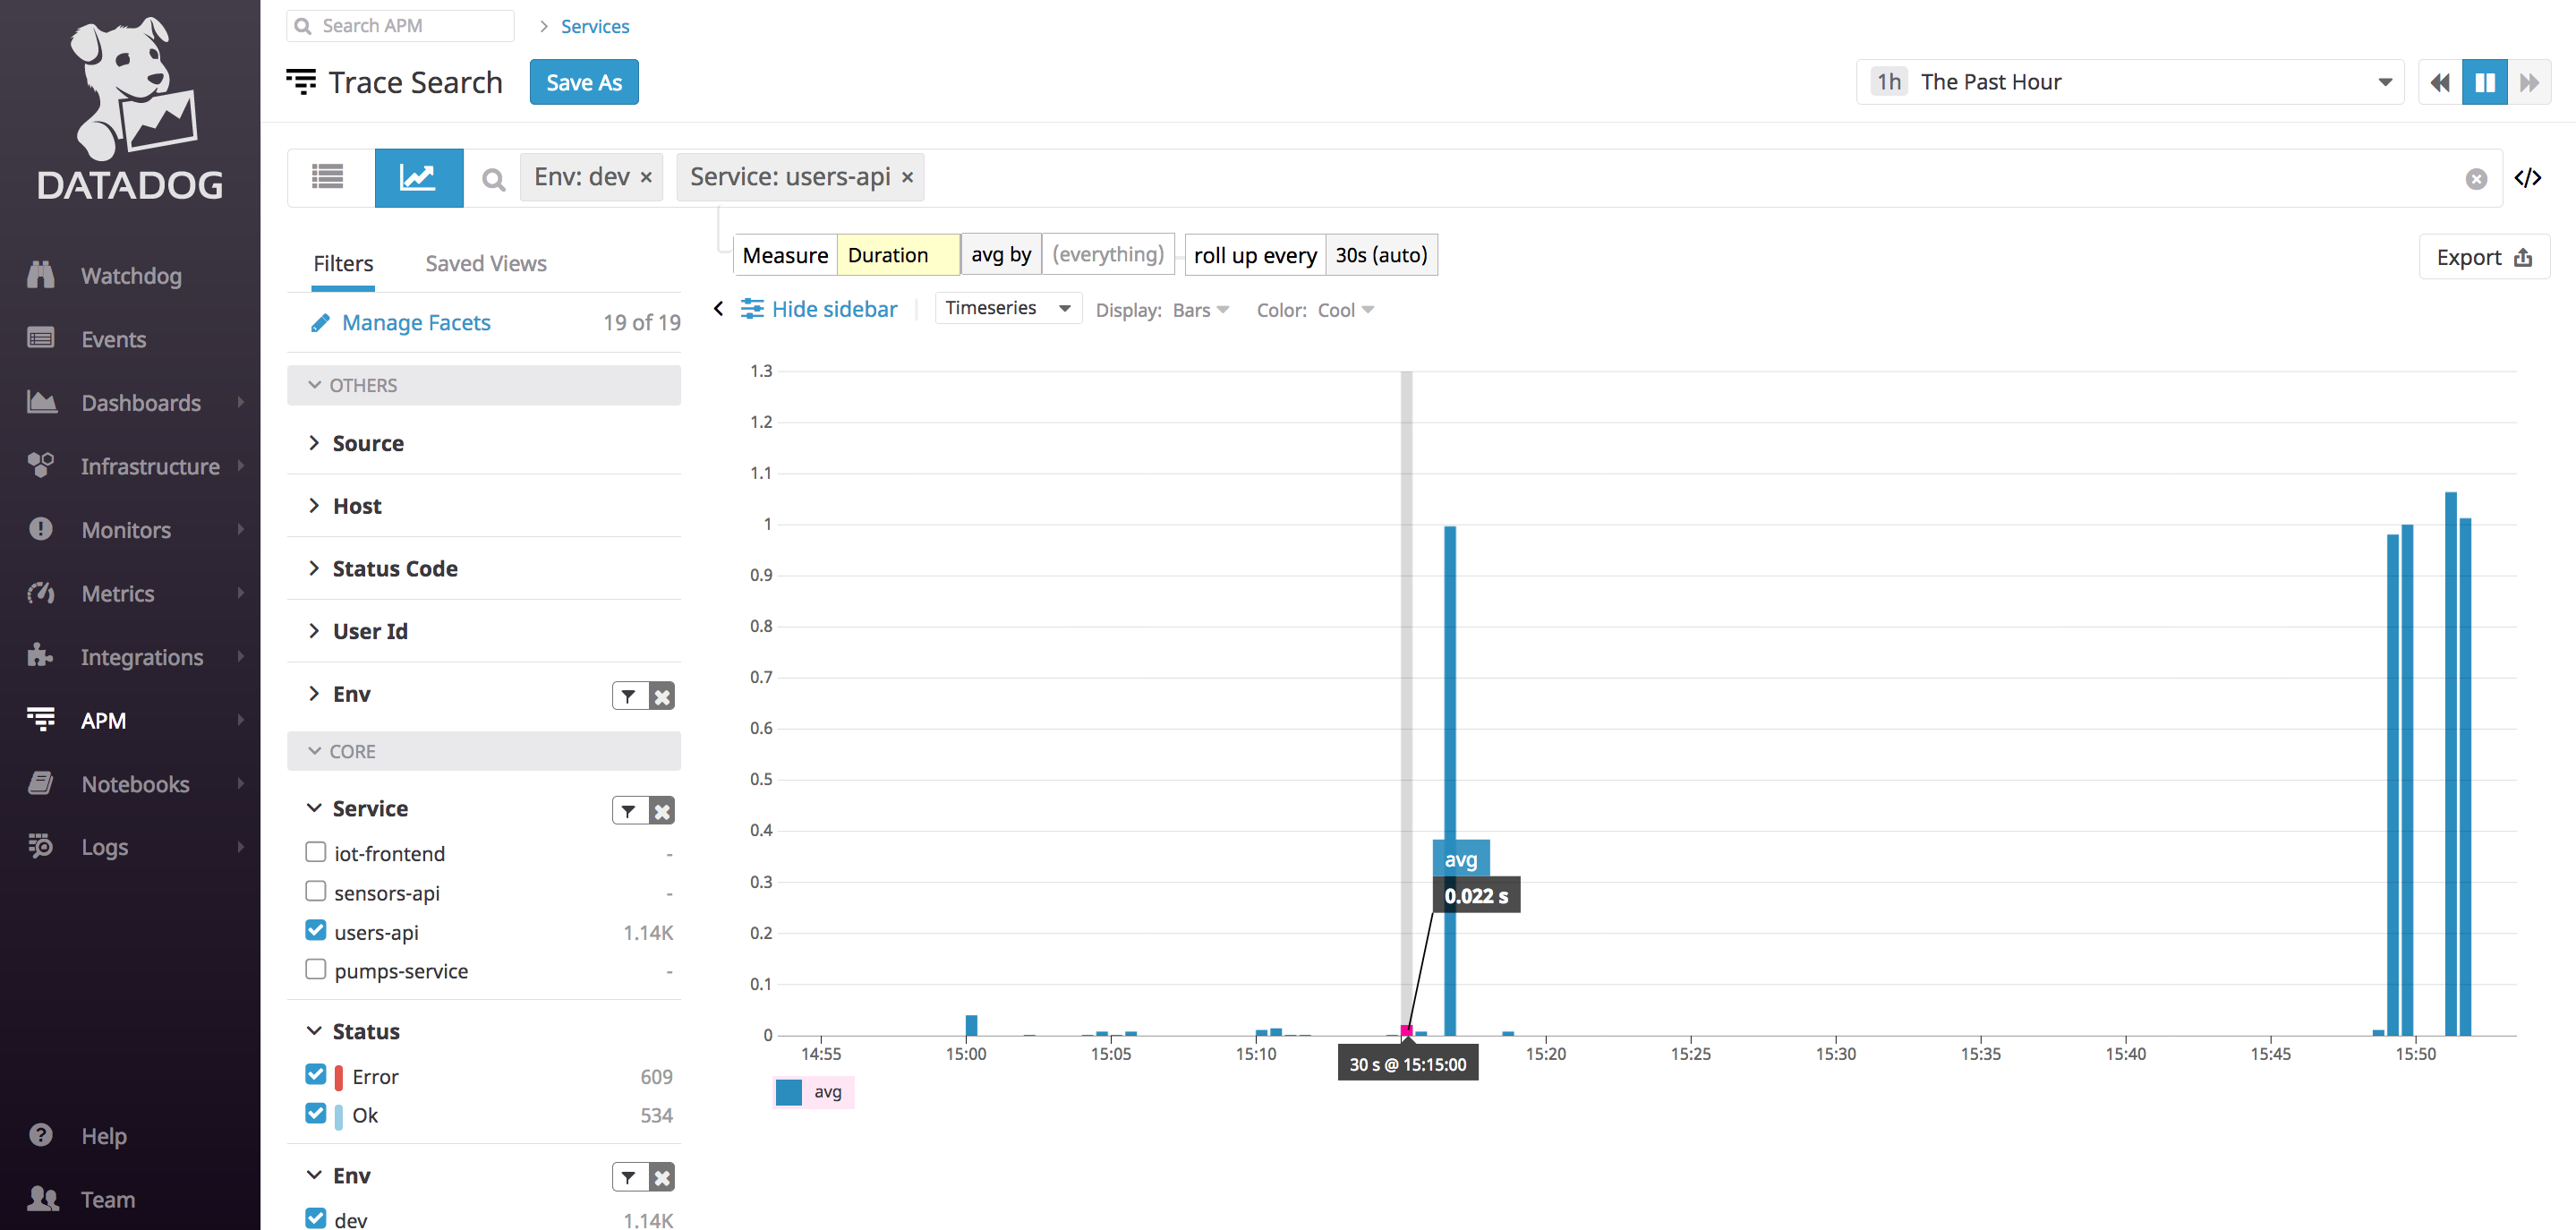 DATADOG
Watchdog
Events
Dashboards
Infrastructure
Monitors
Metrics
Integrations
APM
Notebooks
Logs
Help
Team
Search APM > Services
Trace Search Save As
1h The Past Hour
Env: dev × Service: users-api ×
</>
Measure Duration avg by (everything) roll up every 30s (auto)
Export
Filters Saved Views
Manage Facets 19 of 19
OTHERS
Source
Host
Status Code
User Id
Env
CORE
Service
iot-frontend -
sensors-api -
users-api 1.14K
pumps-service -
Status
Error 609
Ok 534
Env
dev 1.14K
Hide sidebar Timeseries Display: Bars Color: Cool
1.3
1.2
1.1
1
0.9
0.8
0.7
0.6
0.5
0.4
0.3
0.2
0.1
0
avg
0.022 s
14:55 15:00 15:05 15:10 15:20 15:25 15:30 15:35 15:40 15:45 15:50
30 s @ 15:15:00
avg